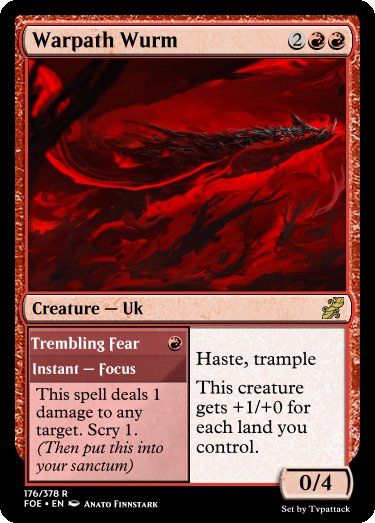 Warpath Wurm 2
Creature — Uk
Trembling Fear
Instant — Focus
This spell deals 1
damage to any
target. Scry 1.
(Then put this into
your sanctum)
Haste, trample
This creature
gets +1/+0 for
each land you
control.
0/4
176/378 R
FOE • EN Anato Finnstark
Set by Tvpattack